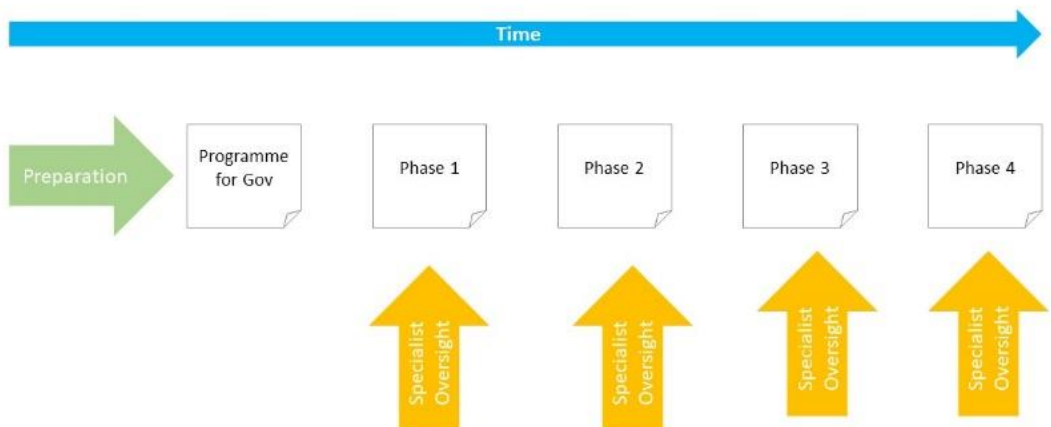 Time
Preparation
Programme
for Gov
Phase 1
Phase 2
Phase 3
Phase 4
Specialist
Oversight
Specialist
Oversight
Specialist
Oversight
Specialist
Oversight